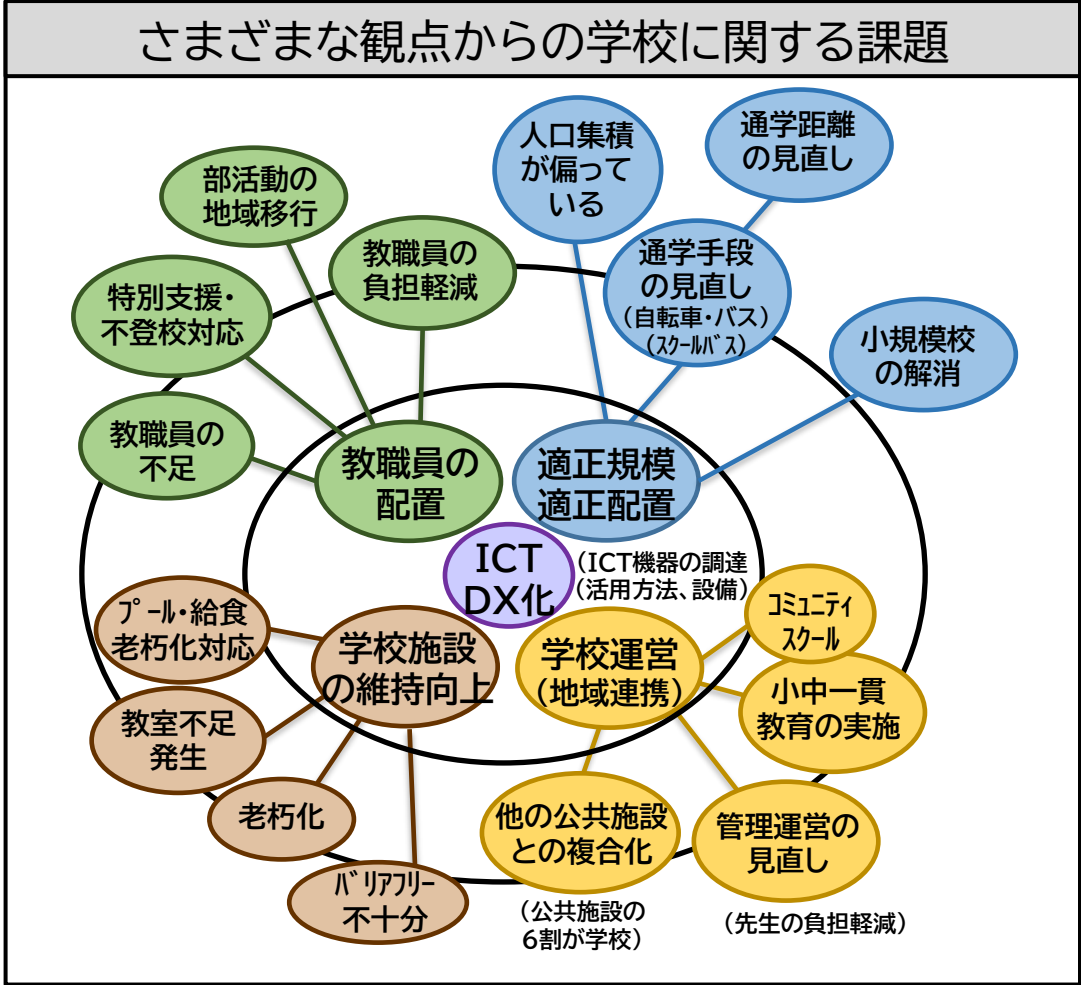 さまざまな観点からの学校に関する課題
人口集積
が偏って
いる
通学距離
の見直し
部活動の
地域移行
教職員の
負担軽減
通学手段
の見直し
(自転車・バス)
(ｽｸｰﾙﾊﾞｽ)
特別支援・
不登校対応
小規模校
の解消
教職員の
不足
教職員の
配置
適正規模
適正配置
ICT
DX化
(ICT機器の調達
(活用方法、設備)
ﾌﾟｰﾙ・給食
老朽化対応
学校施設
の維持向上
学校運営
(地域連携)
ｺﾐｭﾆﾃｨ
ｽｸｰﾙ
小中一貫
教育の実施
教室不足
発生
老朽化
ﾊﾞﾘｱﾌﾘｰ
不十分
他の公共施設
との複合化
(公共施設の
6割が学校)
管理運営の
見直し
(先生の負担軽減)